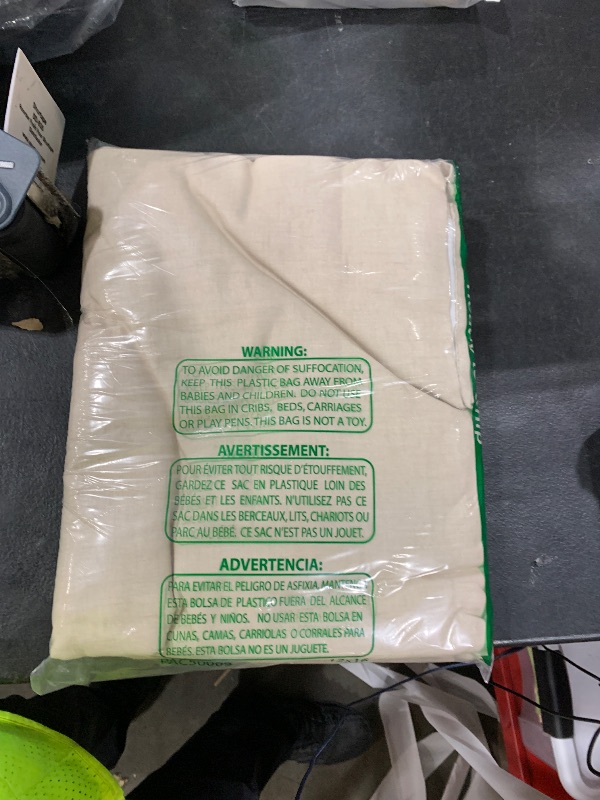 WARNING:
TO AVOID DANGER OF SUFFOCATION,
KEEP THIS PLASTIC BAG AWAY FROM
BABIES AND CHILDREN. DO NOT USE
THIS BAG IN CRIBS, BEDS, CARRIAGES
OR PLAY PENS. THIS BAG IS NOT A TOY.
AVERTISSEMENT:
POUR ÉVITER TOUT RISQUE D'ÉTOUFFEMENT,
GARDEZ CE SAC EN PLASTIQUE LOIN DES
BÉBÉS ET LES ENFANTS. N'UTILISEZ PAS CE
SAC DANS LES BERCEAUX, LITS, CHARIOTS OU
PARC AU BÉBÉ. CE SAC N'EST PAS UN JOUET.
ADVERTENCIA:
PARA EVITAR EL PELIGRO DE ASFIXIA, MANTENGA
ESTA BOLSA DE PLASTICO FUERA DEL ALCANCE
DE BEBÉS Y NIÑOS. NO USAR ESTA BOLSA EN
CUNAS, CAMAS, CARRIOLAS O CORRALES PARA
BEBÉS. ESTA BOLSA NO ES UN JUGUETE.